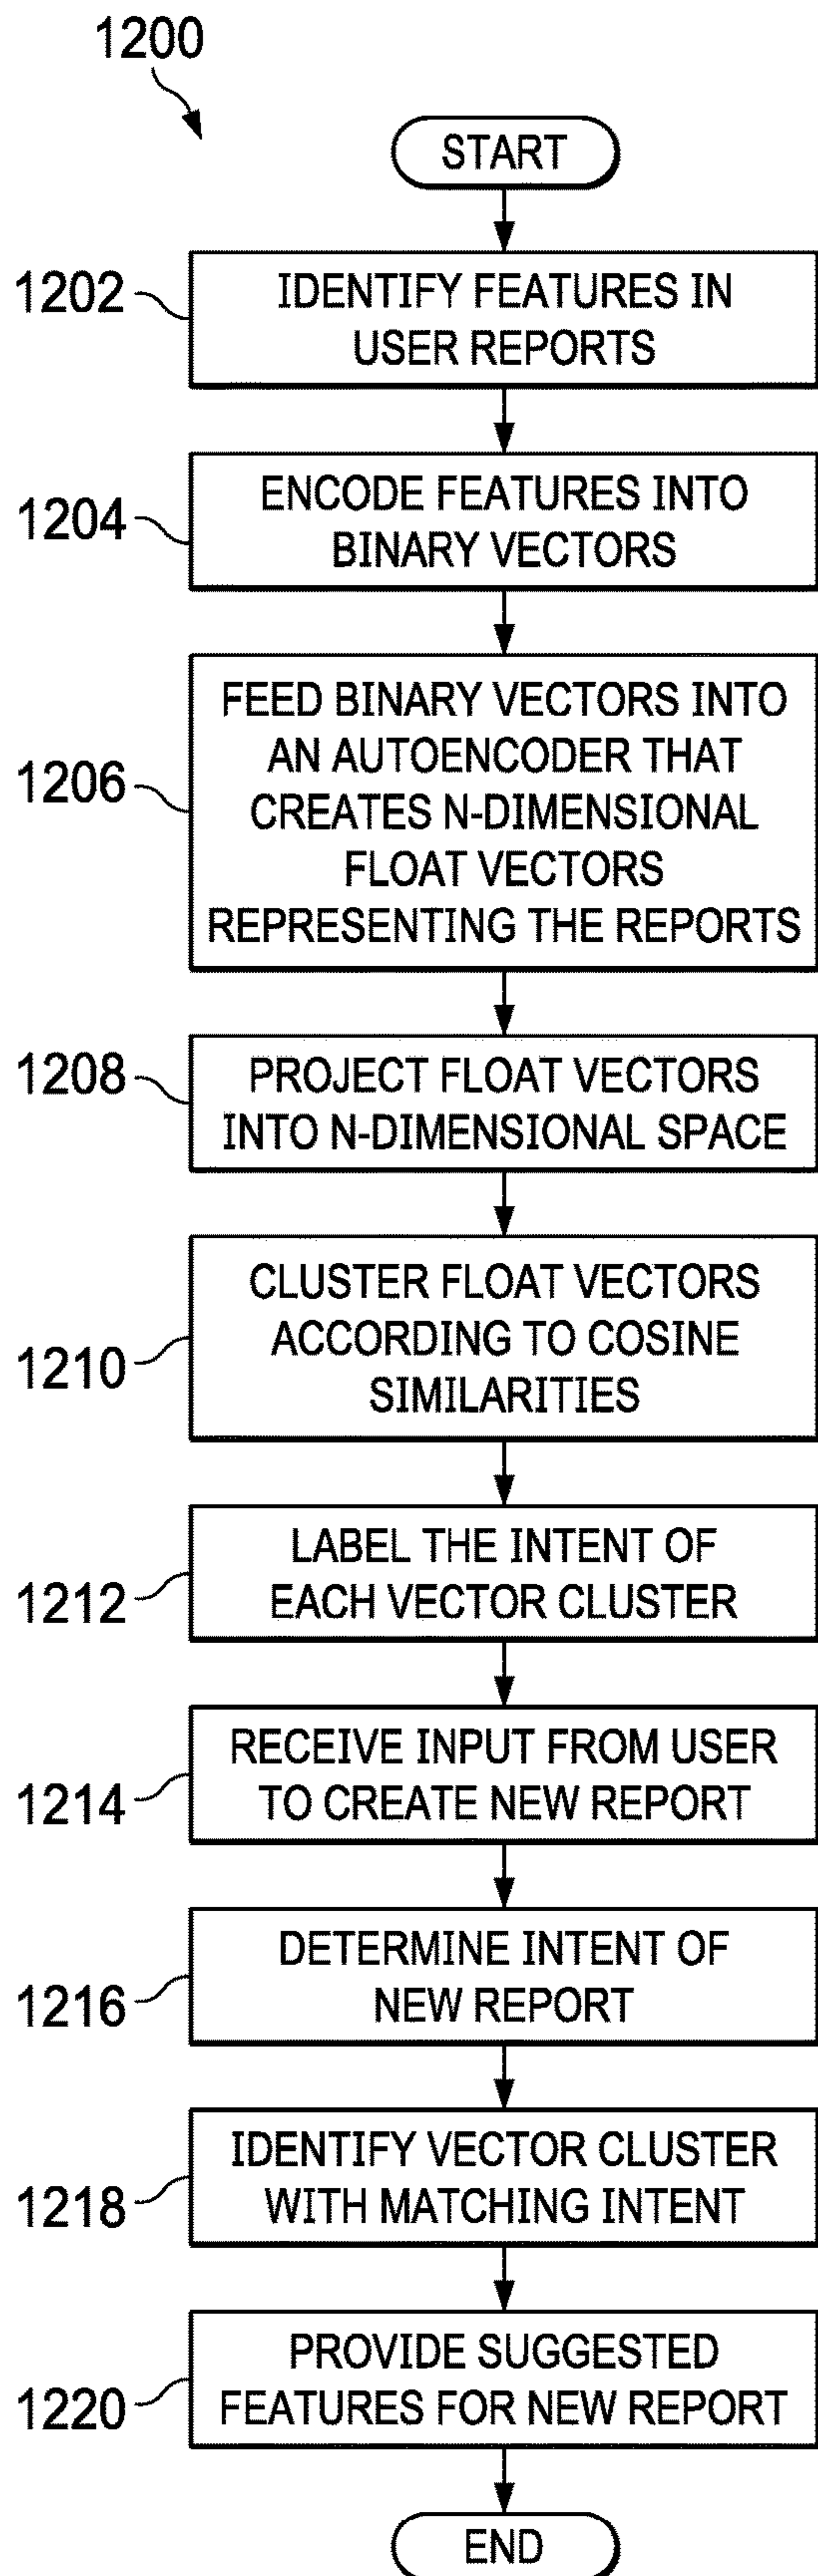 1200
START
1202
IDENTIFY FEATURES IN
USER REPORTS
1204
ENCODE FEATURES INTO
BINARY VECTORS
1206
FEED BINARY VECTORS INTO
AN AUTOENCODER THAT
CREATES N-DIMENSIONAL
FLOAT VECTORS
REPRESENTING THE REPORTS
1208
PROJECT FLOAT VECTORS
INTO N-DIMENSIONAL SPACE
1210
CLUSTER FLOAT VECTORS
ACCORDING TO COSINE
SIMILARITIES
1212
LABEL THE INTENT OF
EACH VECTOR CLUSTER
1214
RECEIVE INPUT FROM USER
TO CREATE NEW REPORT
1216
DETERMINE INTENT OF
NEW REPORT
1218
IDENTIFY VECTOR CLUSTER
WITH MATCHING INTENT
1220
PROVIDE SUGGESTED
FEATURES FOR NEW REPORT
END